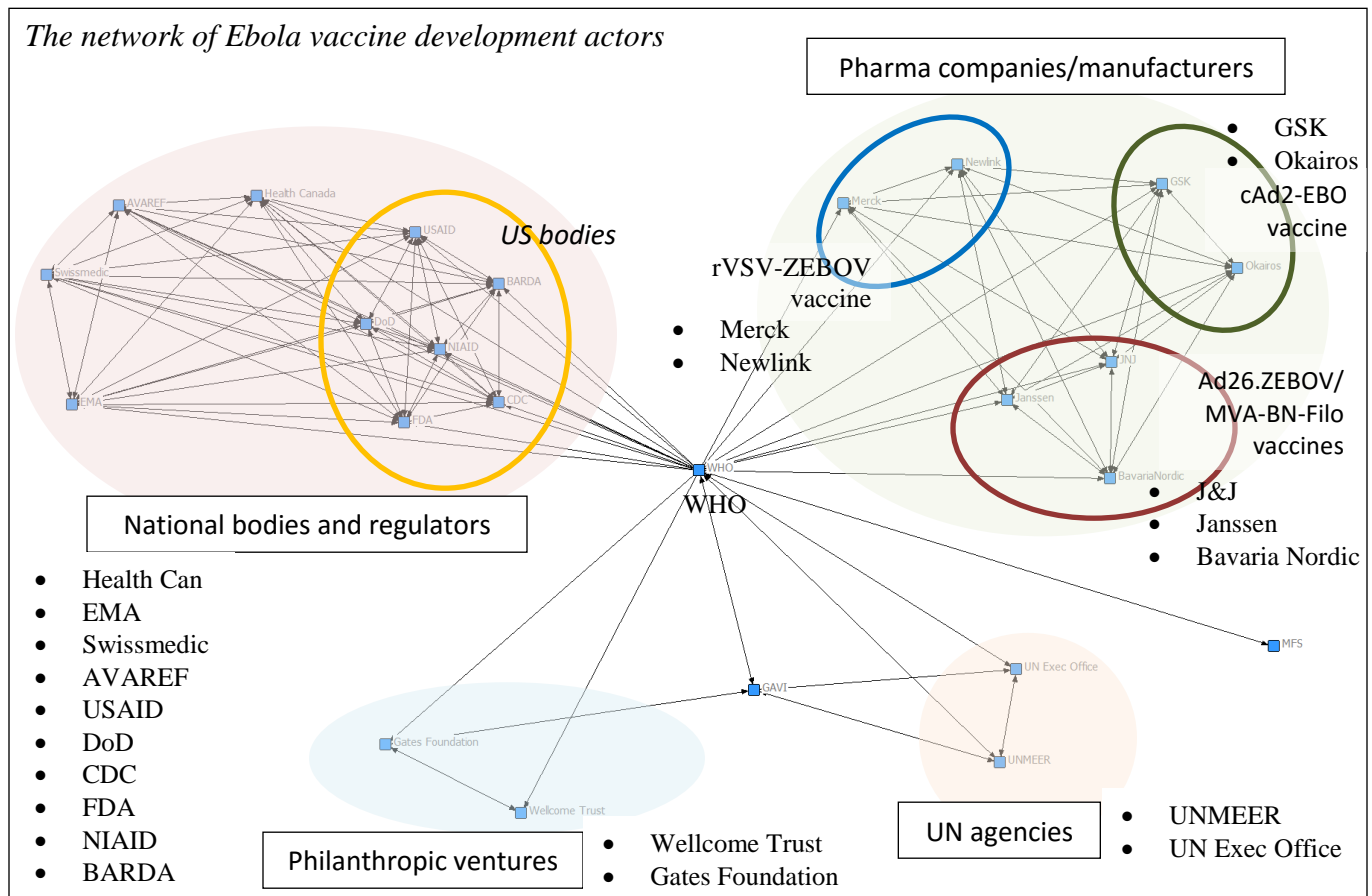 The network of Ebola vaccine development actors
Pharma companies/manufacturers
• GSK
• Okairos
cAd2-EBO
vaccine
Newlink
GSK
Merck
Okairos
rVSV-ZEBOV
vaccine
• Merck
• Newlink
JNJ
Janssen
BavariaNordic
Ad26.ZEBOV/
MVA-BN-Filo
vaccines
• J&J
• Janssen
• Bavaria Nordic
AVAREF
Health Canada
USAID
US bodies
Swissmedic
BARDA
DoD
NIAID
EMA
CDC
FDA
WHO
WHO
National bodies and regulators
• Health Can
• EMA
• Swissmedic
• AVAREF
• USAID
• DoD
• CDC
• FDA
• NIAID
• BARDA
MFS
UN Exec Office
GAVI
Gates Foundation
UNMEER
Wellcome Trust
Philanthropic ventures
• Wellcome Trust
• Gates Foundation
UN agencies
• UNMEER
• UN Exec Office